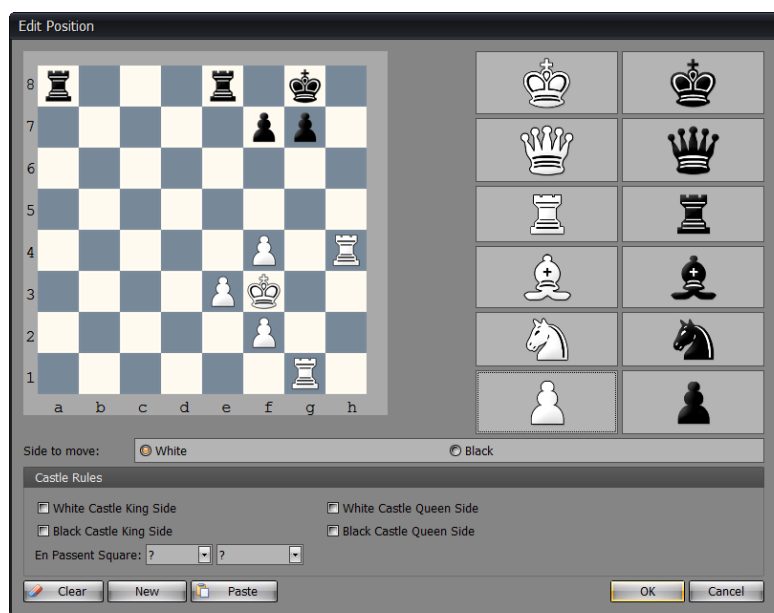 Edit Position
8
7
6
5
4
3
2
1
a b c d e f g h
Side to move: White Black
Castle Rules
White Castle King Side White Castle Queen Side
Black Castle King Side Black Castle Queen Side
En Passent Square: ? ?
Clear New Paste OK Cancel